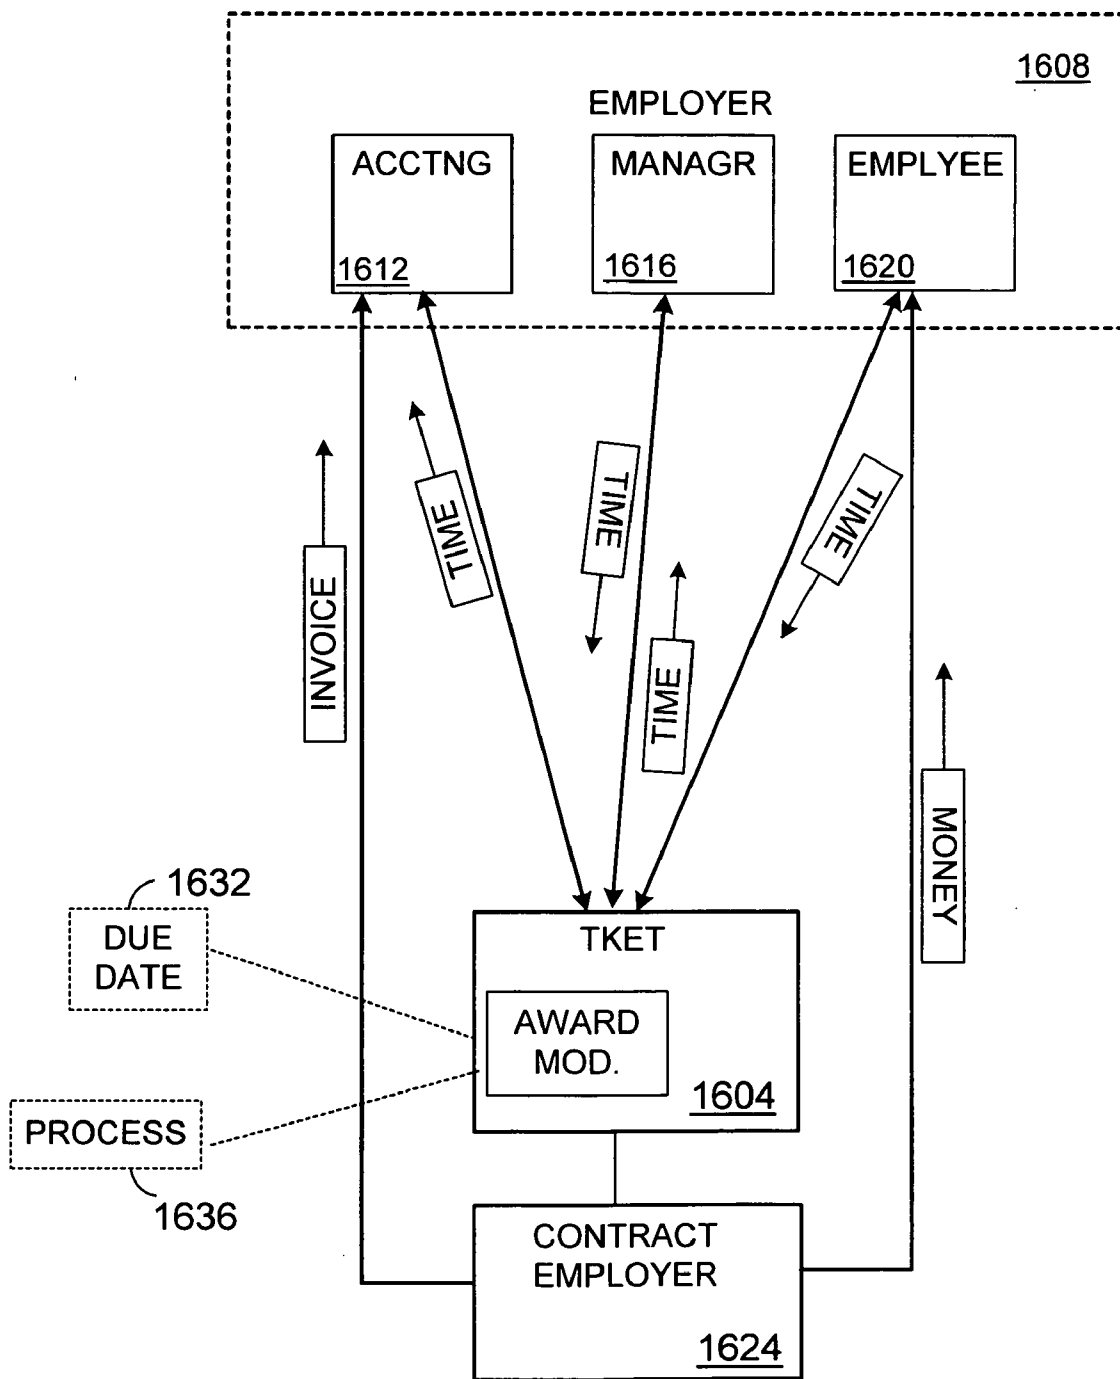 1608
EMPLOYER
ACCTNG
1612
MANAGR
1616
EMPLYEE
1620
TIME
TIME
TIME
INVOICE
TIME
MONEY
1632
DUE
DATE
TKET
AWARD
MOD.
1604
PROCESS
1636
CONTRACT
EMPLOYER
1624